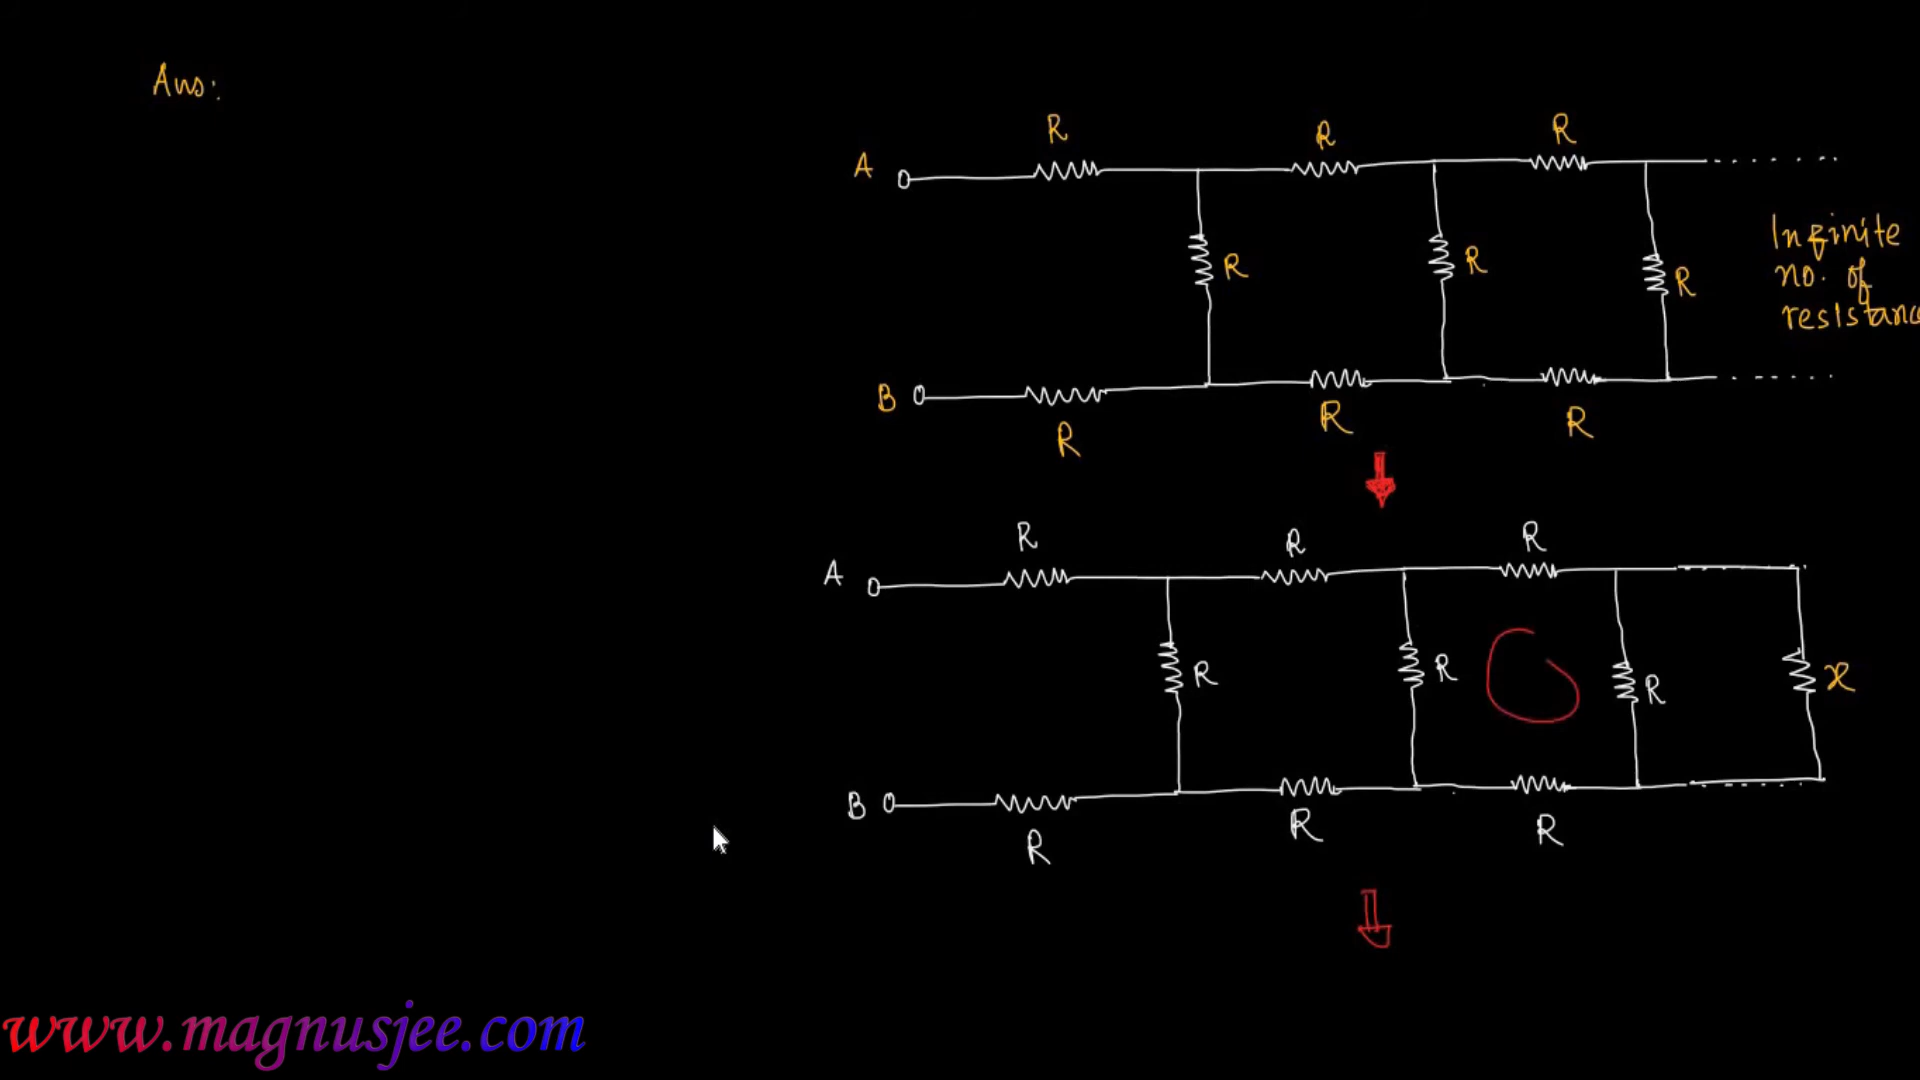 Ans:
R R R
A
R R R
Infinite
no. of
resistanc
B
R R R
R R R
A
R R R x
B
R R R
www.magnusjee.com